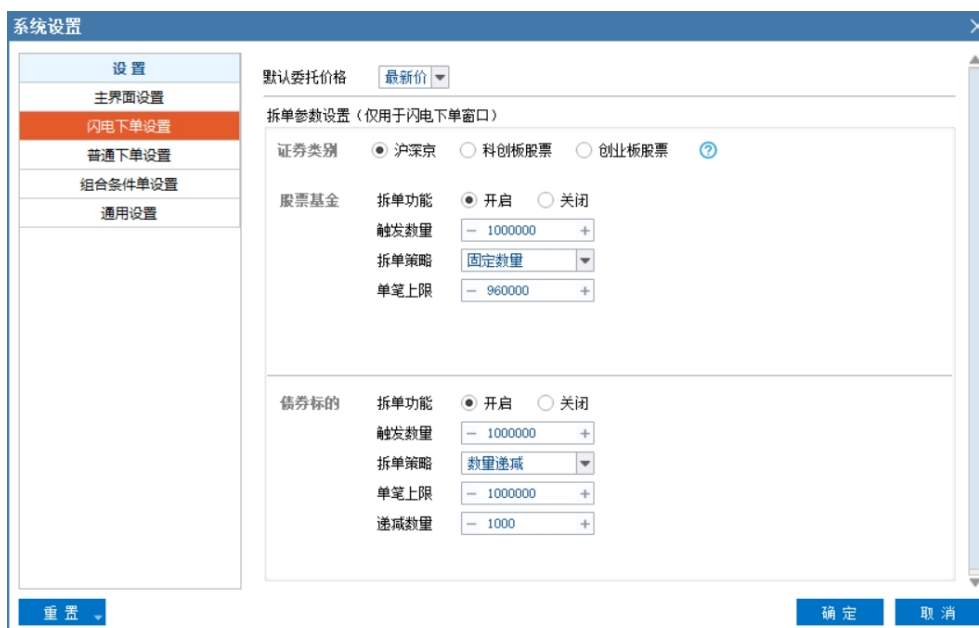 系统设置
设置
主界面设置
闪电下单设置
普通下单设置
组合条件单设置
通用设置
默认委托价格 最新价
拆单参数设置（仅用于闪电下单窗口）
证券类别 沪深京 科创板股票 创业板股票 ?
股票基金 拆单功能 开启 关闭
触发数量 － 1000000 +
拆单策略 固定数量
单笔上限 － 960000 +
债券标的 拆单功能 开启 关闭
触发数量 － 1000000 +
拆单策略 数量递减
单笔上限 － 1000000 +
递减数量 － 1000 +
重置 确定 取消